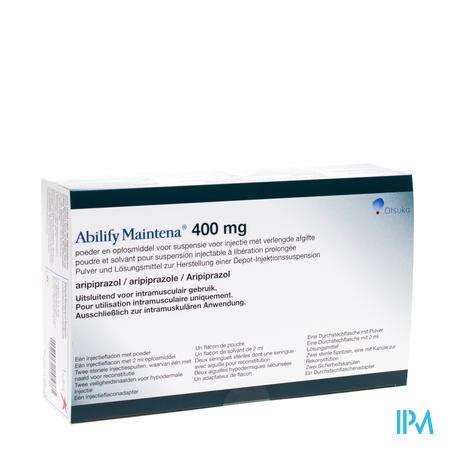 Abilify Maintena® 400 mg
poeder en oplosmiddel voor suspensie voor injectie met verlengde afgifte
poudre et solvant pour suspension injectable à libération prolongée
Pulver und Lösungsmittel zur Herstellung einer Depot-Injektionssuspension
aripiprazol / aripiprazole / Aripiprazol
Uitsluitend voor intramusculair gebruik.
Pour utilisation intramusculaire uniquement.
Ausschließlich zur intramuskulären Anwendung.
Otsuka
Eén injectieflacon met poeder
Eén injectieflacon met 2 ml oplosmiddel
Twee steriele injectiespuiten, waarvan één met
naald voor reconstitutie
Twee veiligheidsnaalden voor hypodermale
injectie
Eén injectieflaconadapter
Un flacon de poudre
Un flacon de solvant de 2 ml
Deux seringues stériles dont une seringue
avec aiguille pour reconstitution
Deux aiguilles hypodermiques sécurisées
Un adaptateur de flacon
Eine Durchstechflasche mit Pulver
Eine Durchstechflasche mit 2 ml
Lösungsmittel
Zwei sterile Spritzen, eine mit Kanüle zur
Rekonstitution
Zwei Sicherheitskanülen
Ein Durchstechflaschenadapter
IPM